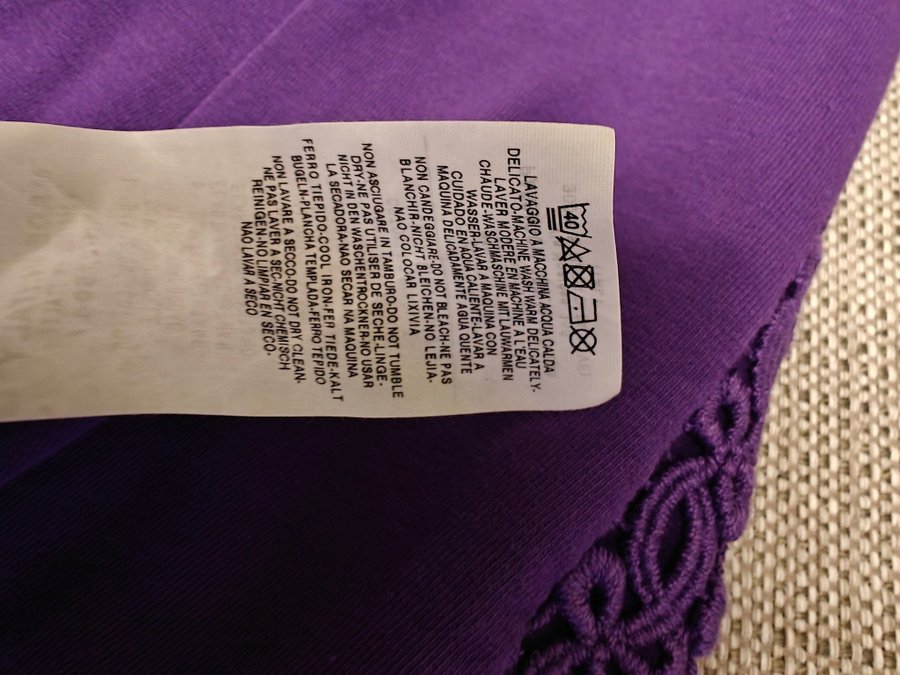 40
LAVAGGIO A MACCHINA ACQUA CALDA
DELICATO-MACHINE WASH WARM DELICATELY-
LAVER MODERÉ EN MACHINE A L'EAU
CHAUDE-WASCHMASCHINE MIT LAUWARMEN
WASSER-LAVAR A MAQUINA CON
CUIDADO EN AQUA CALIENTE-LAVAR A
MAQUINA DELICADAMENTE AGUA QUENTE
NON CANDEGGIARE-DO NOT BLEACH-NE PAS
BLANCHIR-NICHT BLEICHEN-NO LEJIA-
NAO COLOCAR LIXIVIA
NON ASCIUGARE IN TAMBURO-DO NOT TUMBLE
DRY-NE PAS UTILISER DE SECHE-LINGE-
NICHT IN DEN WASCHENTROCKKER-NO USAR
LA SECADORA-NAO SECAR NA MAQUINA
FERRO TIEPIDO-COOL IRON-FER TIEDE-KALT
BUGELN-PLANCHA TEMPLADA-FERRO TEPIDO
NON LAVARE A SECCO-DO NOT DRY CLEAN-
NE PAS LAVER A SEC-NICHT CHEMISCH
REINIGEN-NO LIMPIAR EN SECO-
NAO LAVAR A SECO